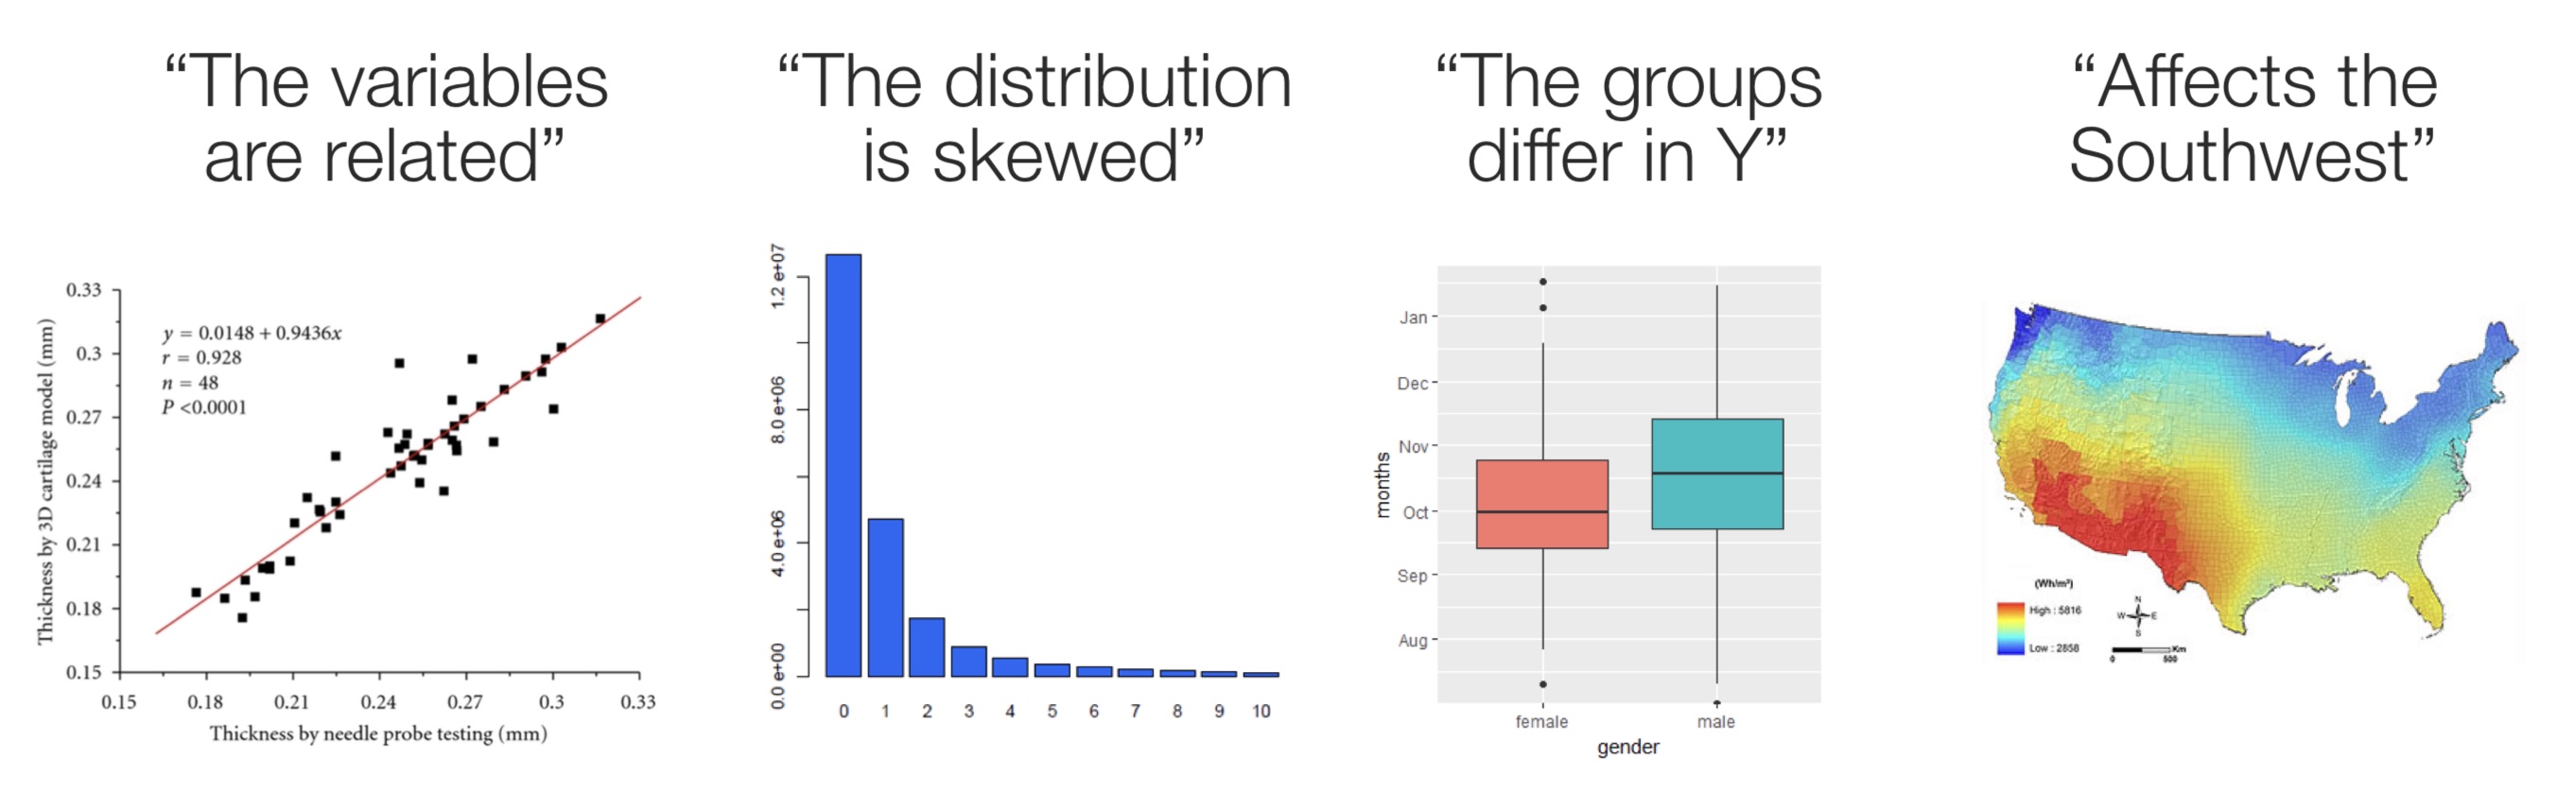 “The variables
are related”
“The distribution
is skewed”
“The groups
differ in Y”
“Affects the
Southwest”
Thickness by 3D cartilage model (mm)
0.33
0.3
0.27
0.24
0.21
0.18
0.15
y = 0.0148 + 0.9436x
r = 0.928
n = 48
P <0.0001
0.15 0.18 0.21 0.24 0.27 0.3 0.33
Thickness by needle probe testing (mm)
1.2 e+07
8.0 e+06
4.0 e+06
0.0 e+00
0 1 2 3 4 5 6 7 8 9 10
months
Jan
Dec
Nov
Oct
Sep
Aug
female male
gender
(Wh/m²)
High : 5816
Low : 2858
N
W E
S
Km
0 500